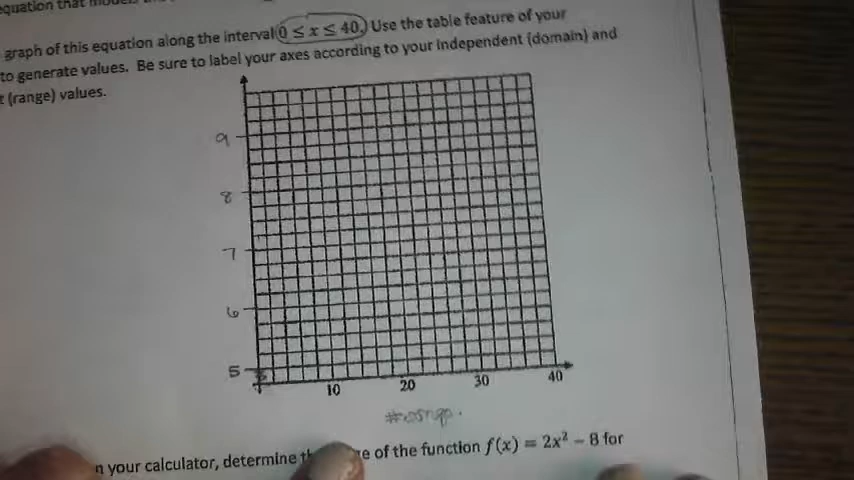 equation that models
graph of this equation along the interval 0 ≤ x ≤ 40. Use the table feature of your
to generate values. Be sure to label your axes according to your independent (domain) and
(range) values.
9
8
7
6
5
10 20 30 40
n your calculator, determine of the function f(x) = 2x² – 8 for